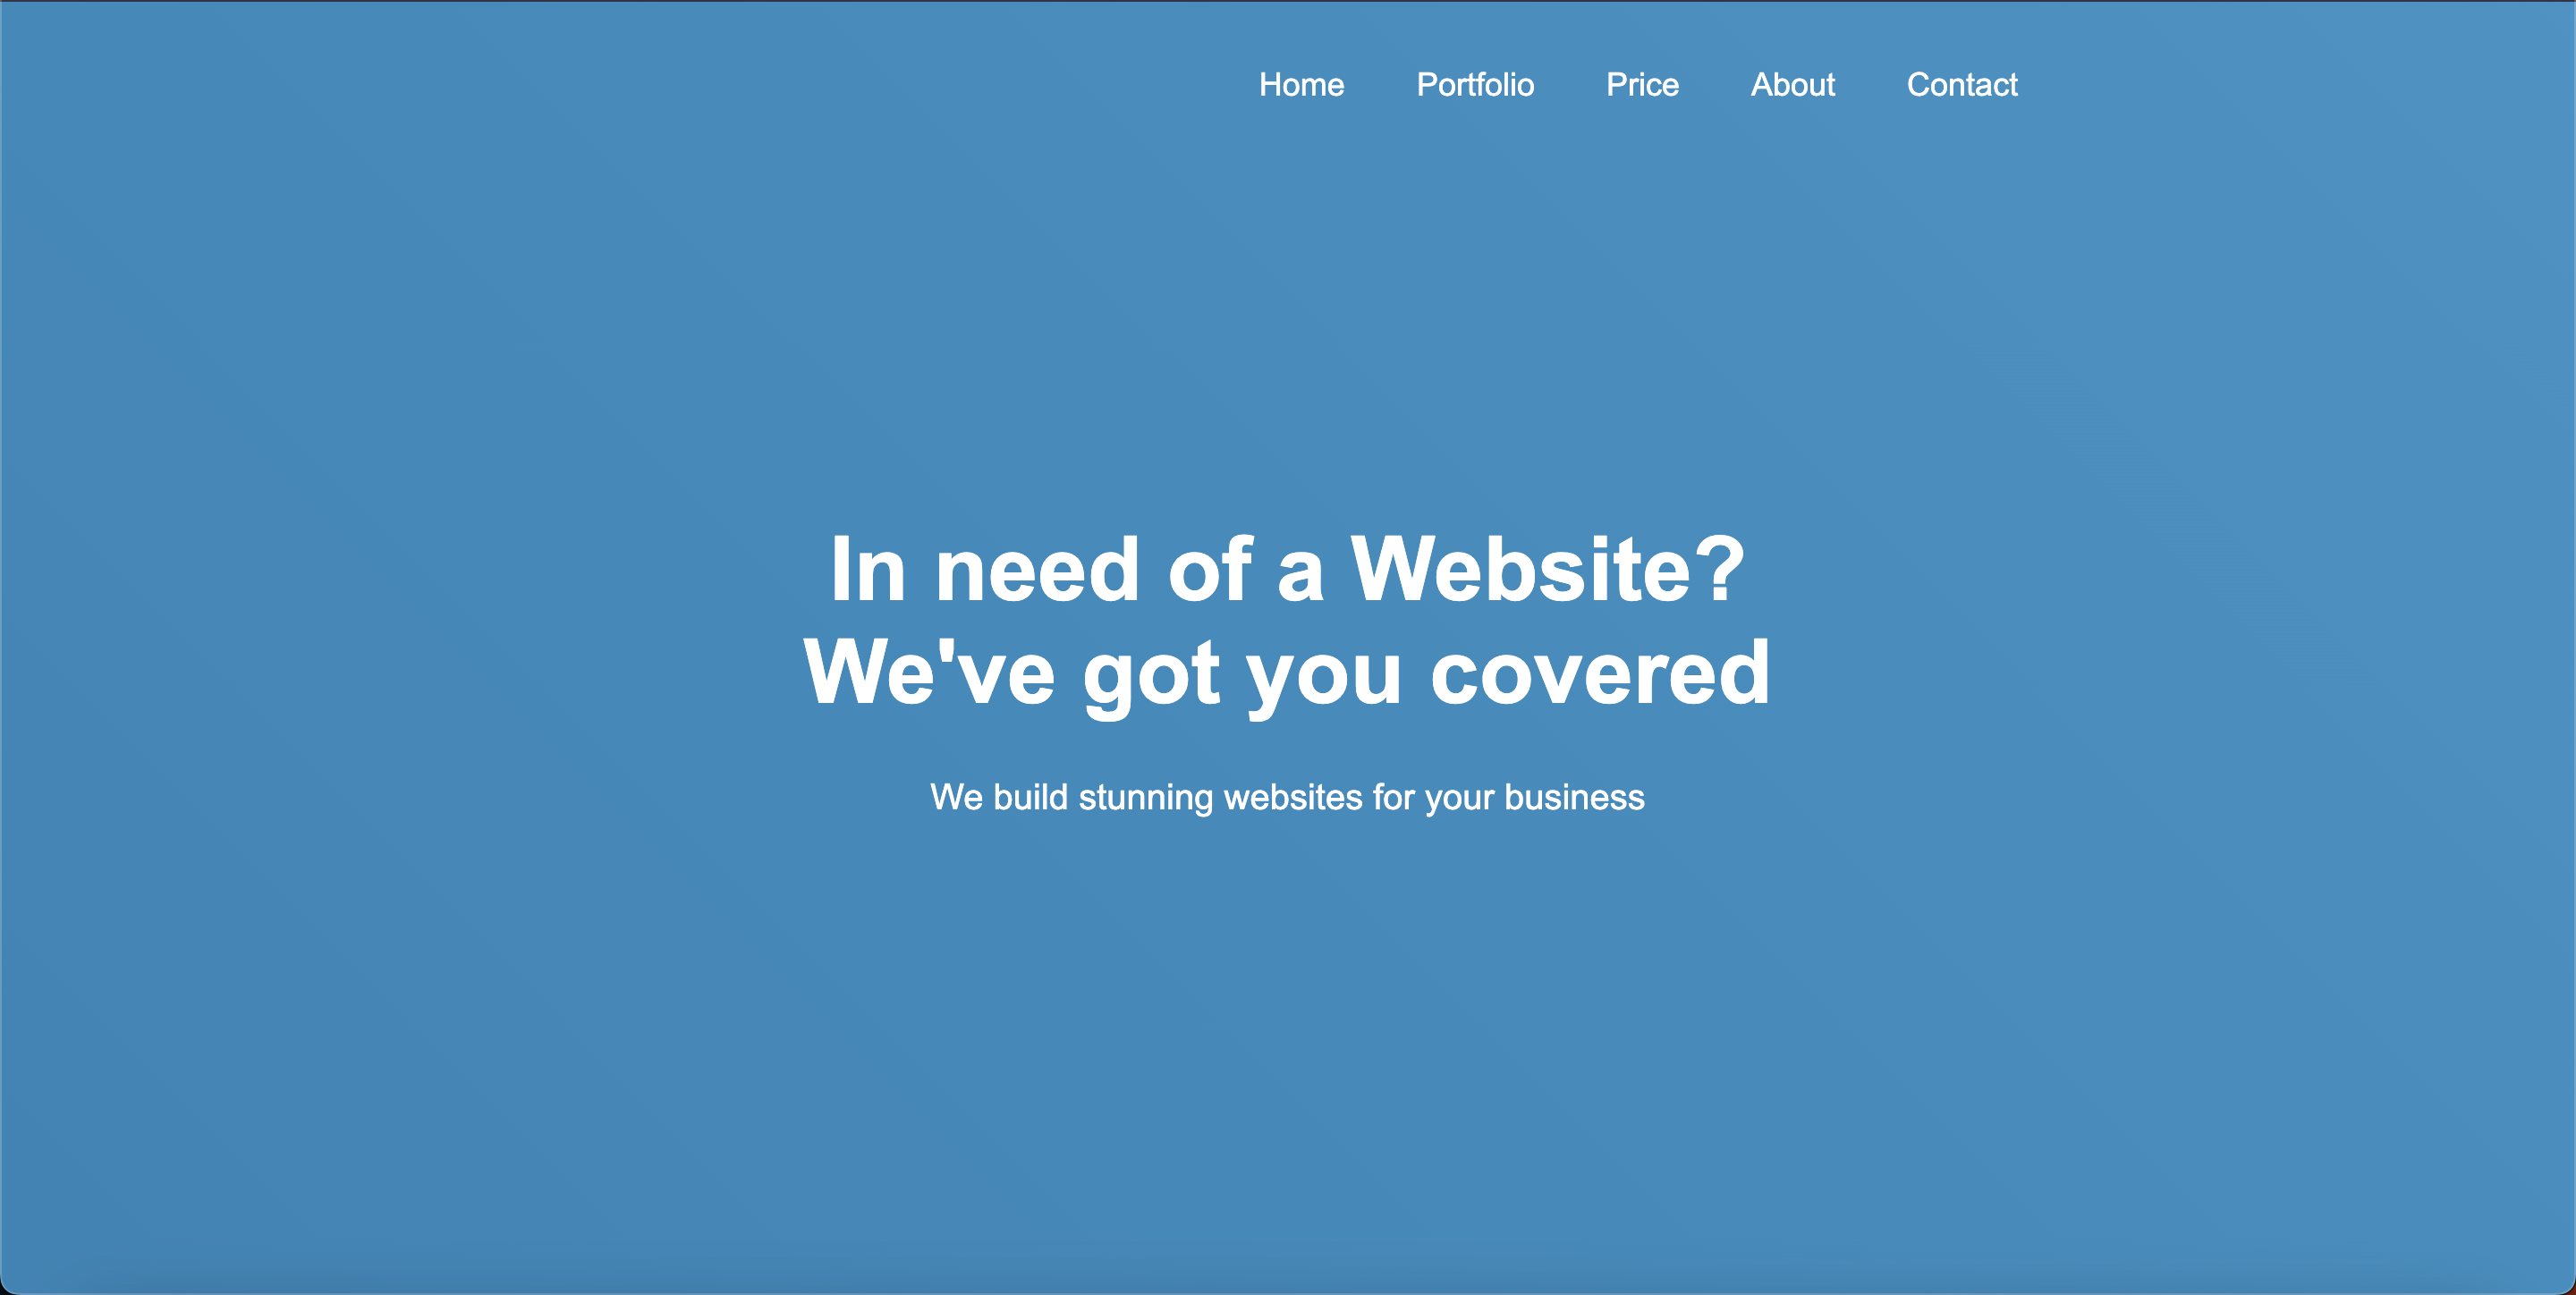 Home Portfolio Price About Contact
In need of a Website?
We've got you covered
We build stunning websites for your business